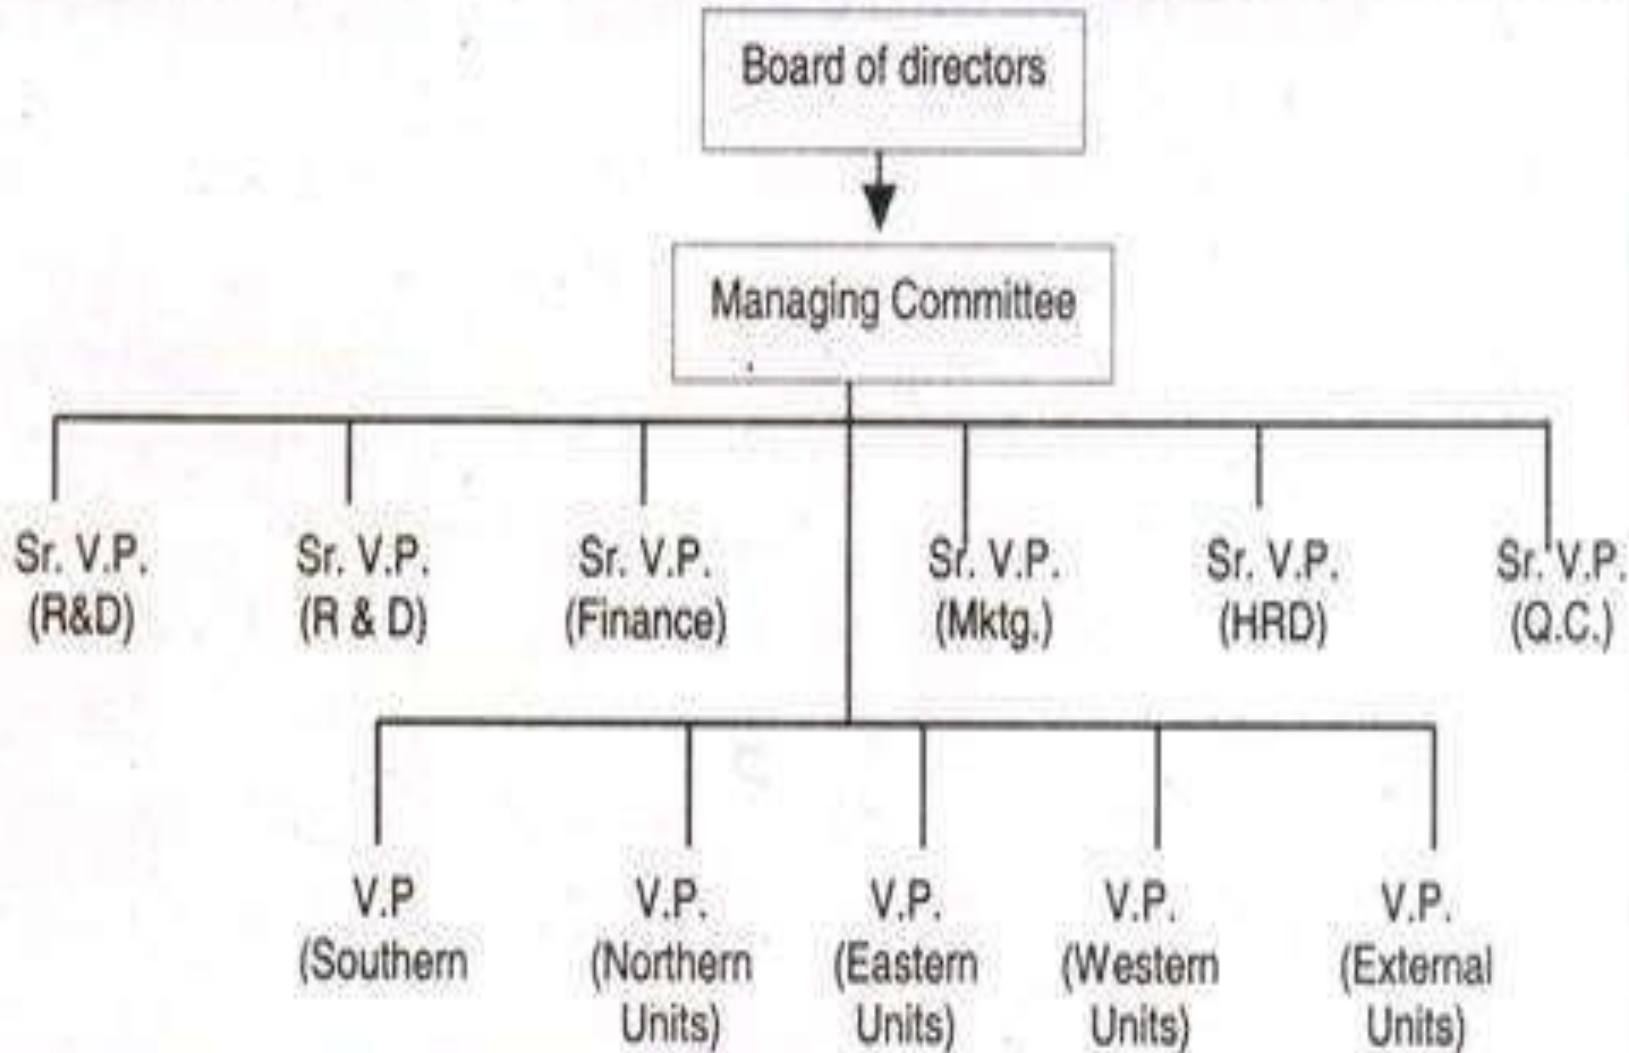 Board of directors
Managing Committee
Sr. V.P.
(R&D)
Sr. V.P.
(R & D)
Sr. V.P.
(Finance)
Sr. V.P.
(Mktg.)
Sr. V.P.
(HRD)
Sr. V.P.
(Q.C.)
V.P
(Southern
V.P.
(Northern
Units)
V.P.
(Eastern
Units)
V.P.
(Western
Units)
V.P.
(External
Units)